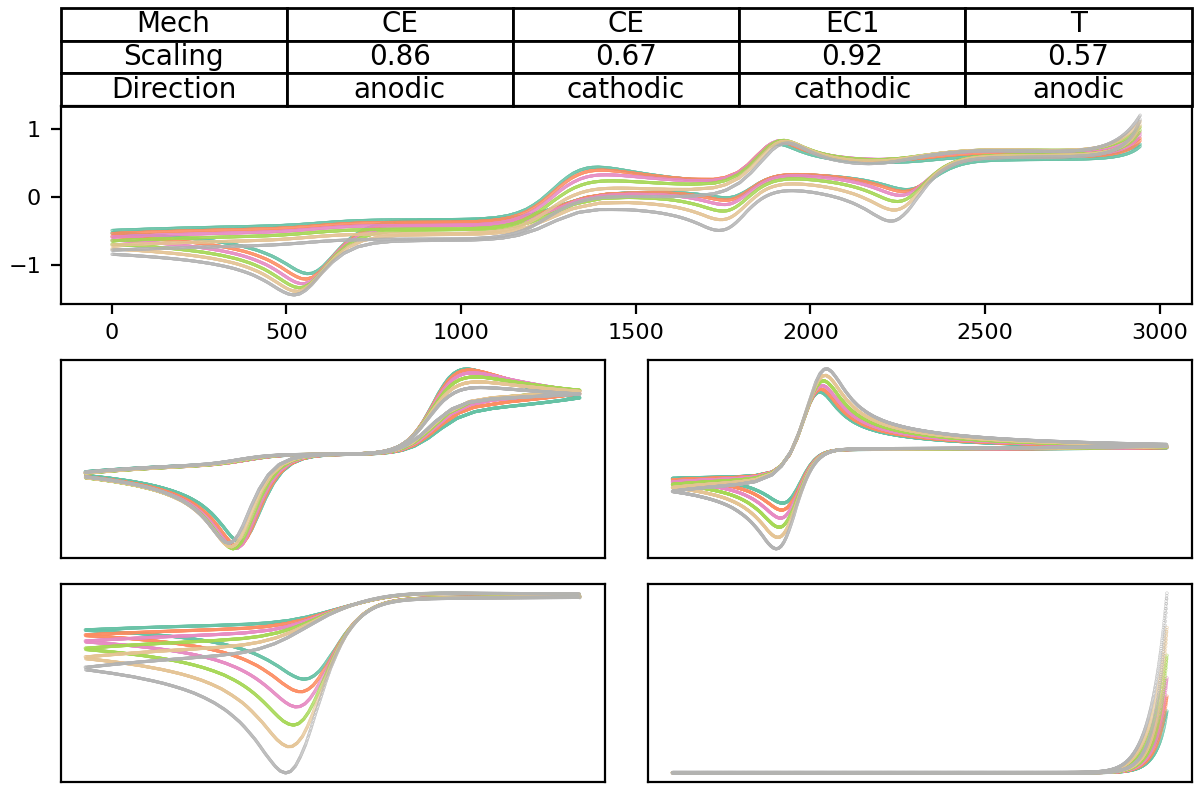 Mech CE CE EC1 T
Scaling 0.86 0.67 0.92 0.57
Direction anodic cathodic cathodic anodic
1
0
−1
0 500 1000 1500 2000 2500 3000